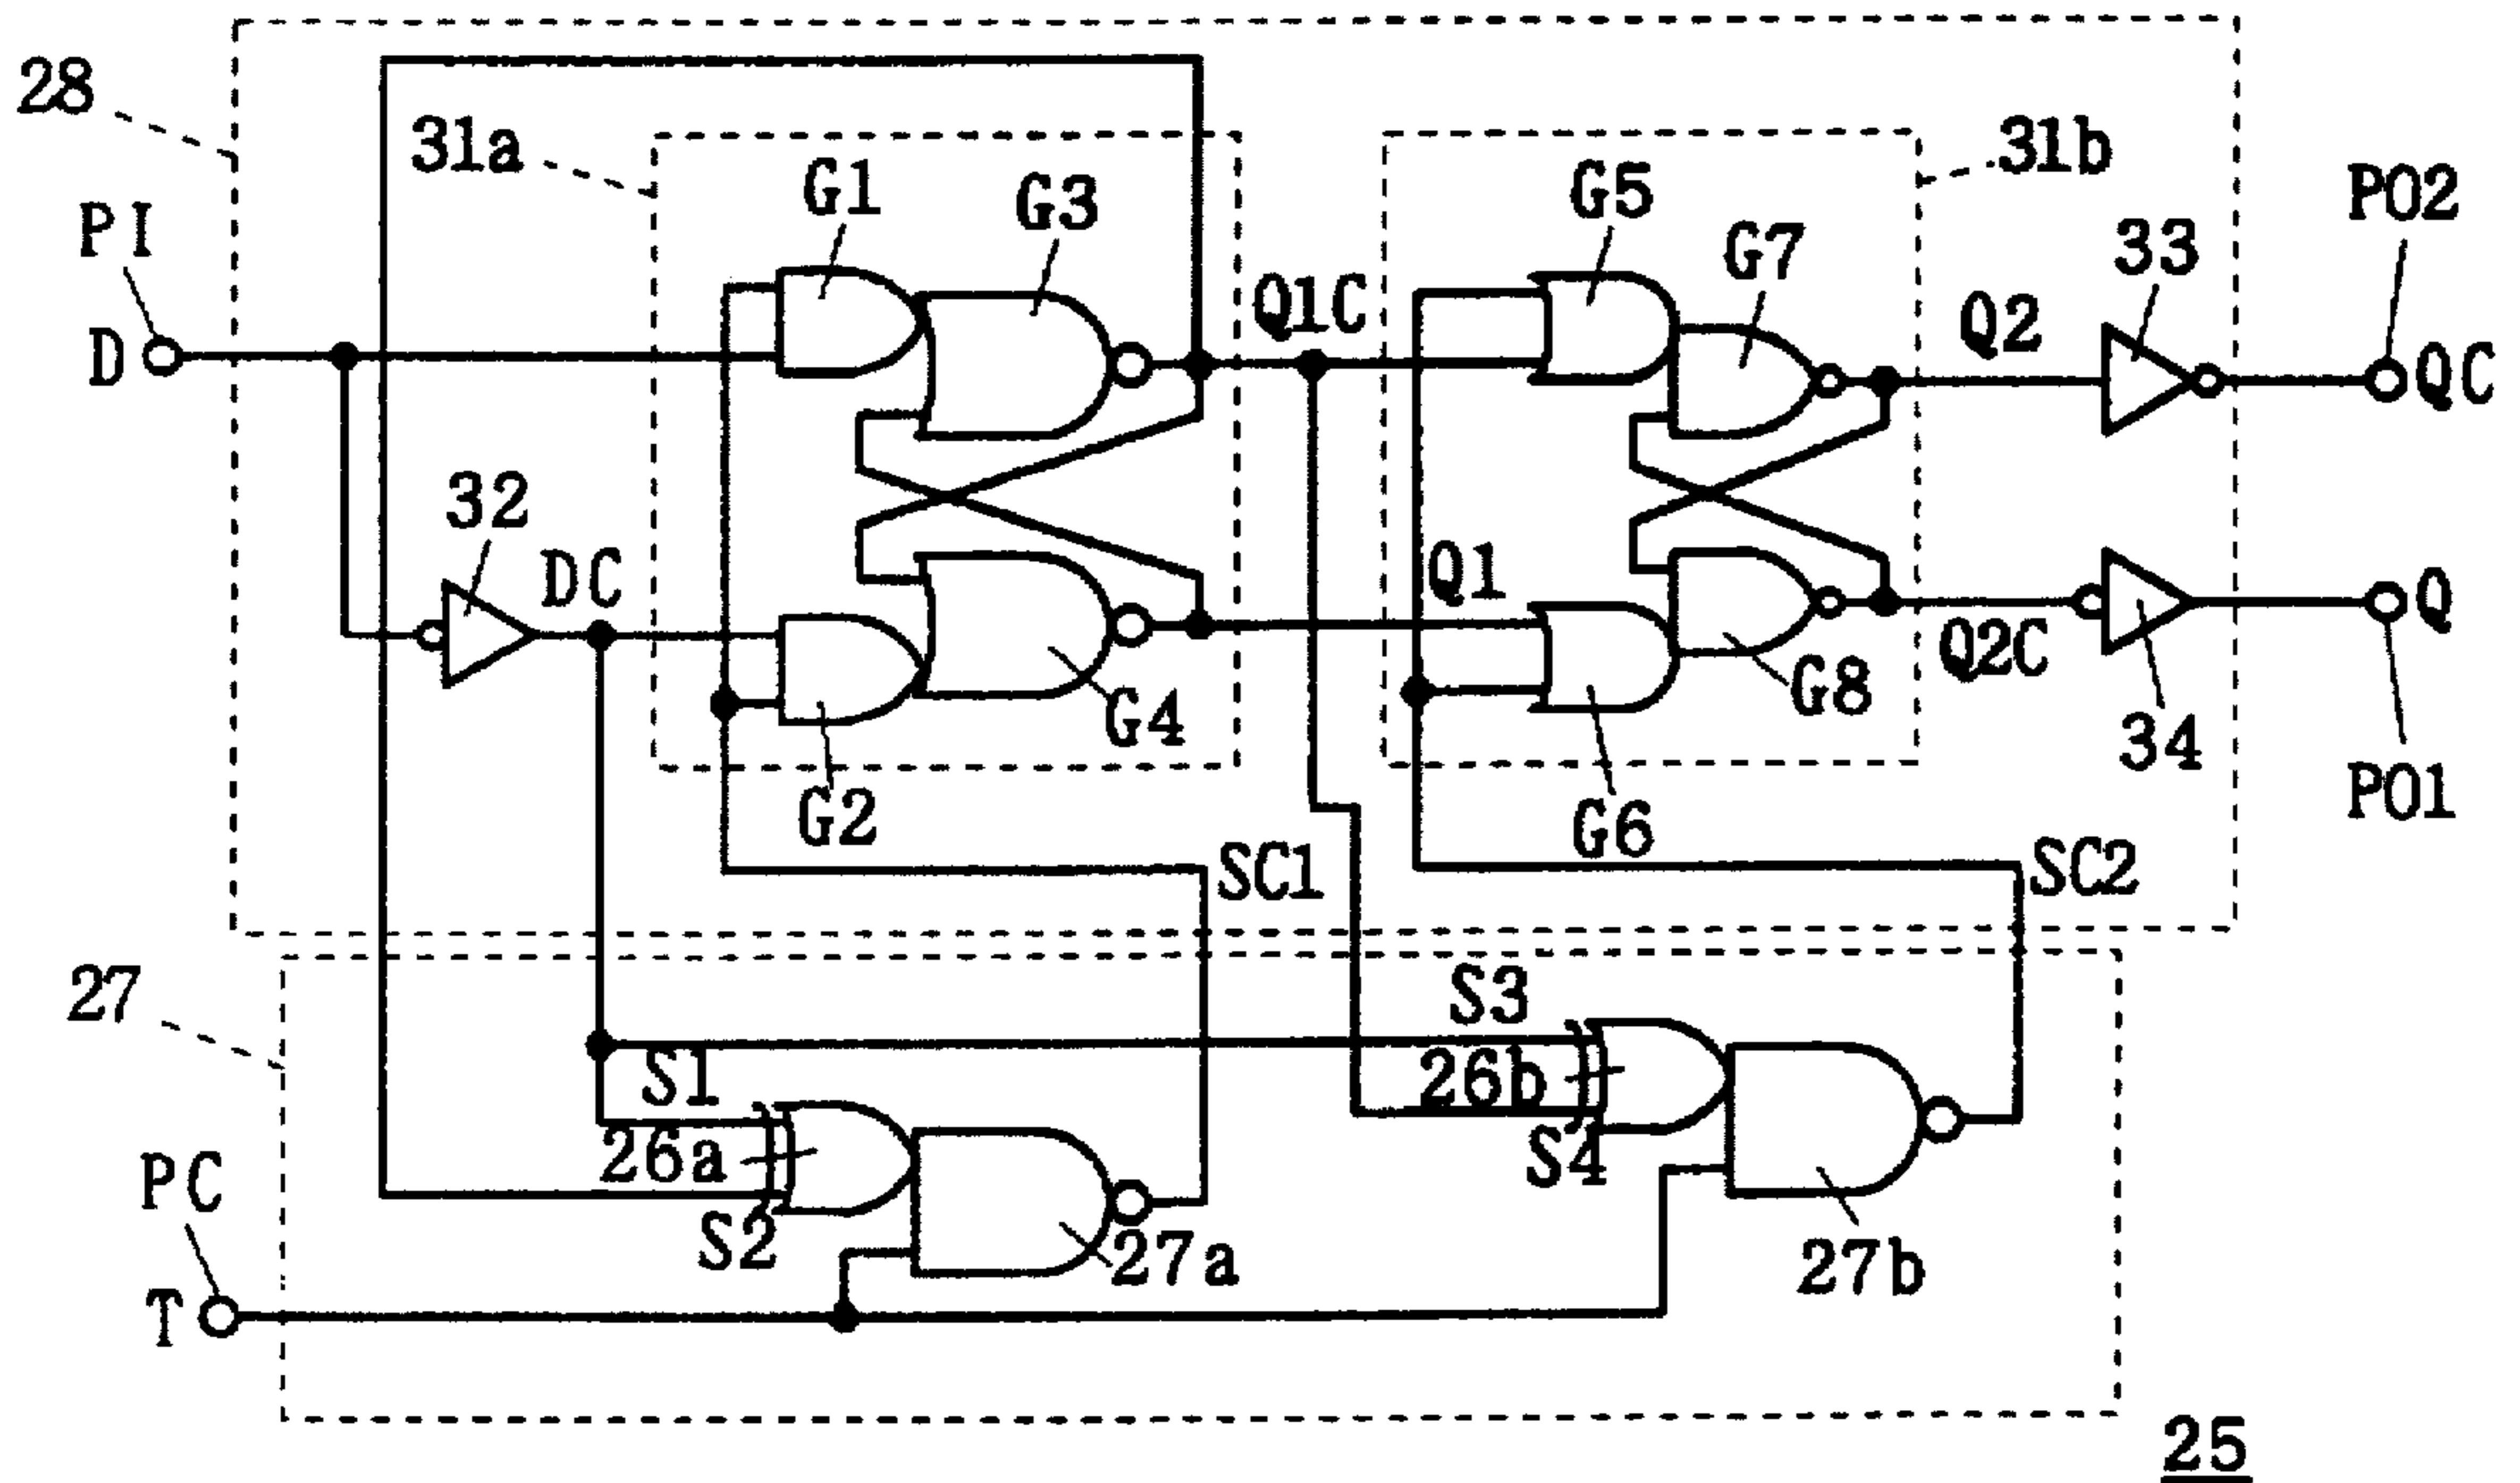 28
31a
G1
G3
G5
31b
PO2
PI
Q1C
G7
33
Q2
D
QC
32
DC
Q1
Q
Q2C
G8
G4
34
G2
G6
PO1
SC1
SC2
27
S3
S1
26b
26a
S4
PC
S2
27a
27b
T
25